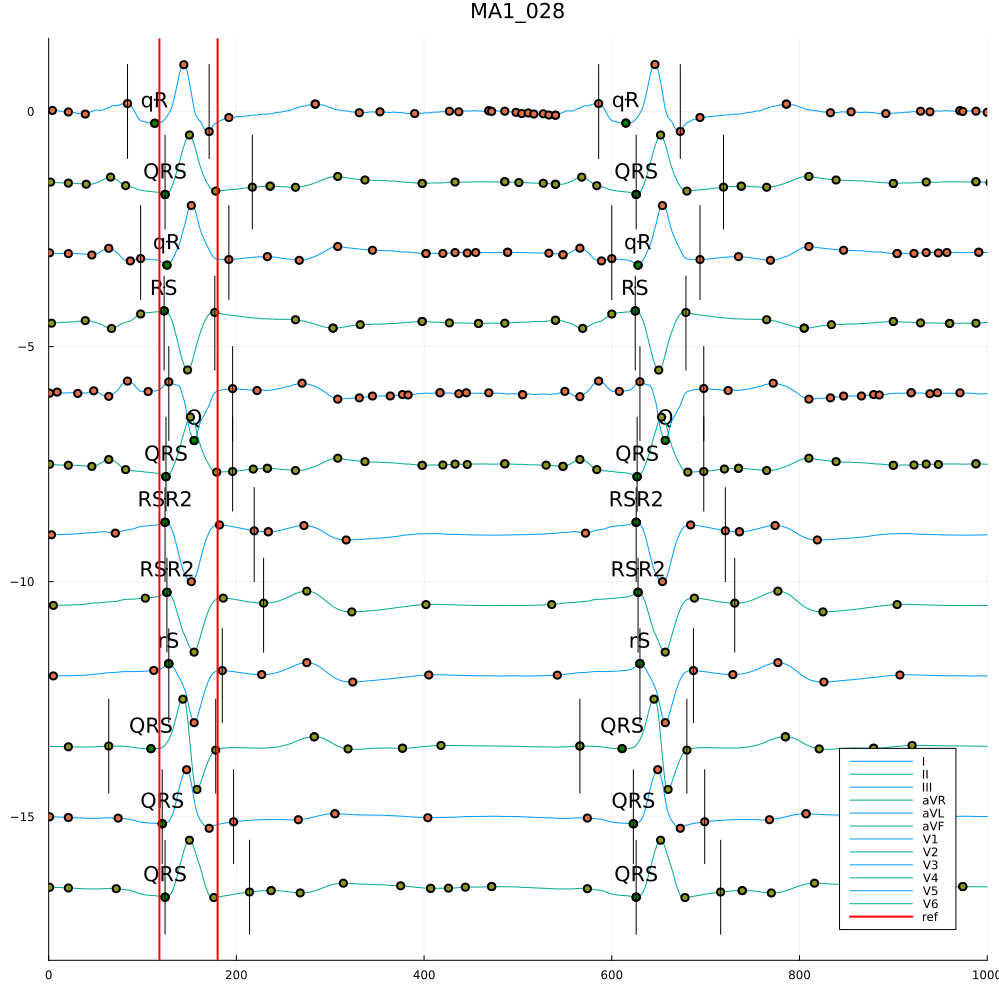 MA1_028
0
qR
qR
QRS
QRS
qR
qR
RS
RS
−5
Q
Q
QRS
QRS
RSR2
RSR2
−10
RSR2
RSR2
rS
rS
QRS
QRS
I
II
III
aVR
aVL
aVF
V1
V2
V3
V4
V5
V6
ref
−15
QRS
QRS
QRS
QRS
0
200
400
600
800
1000